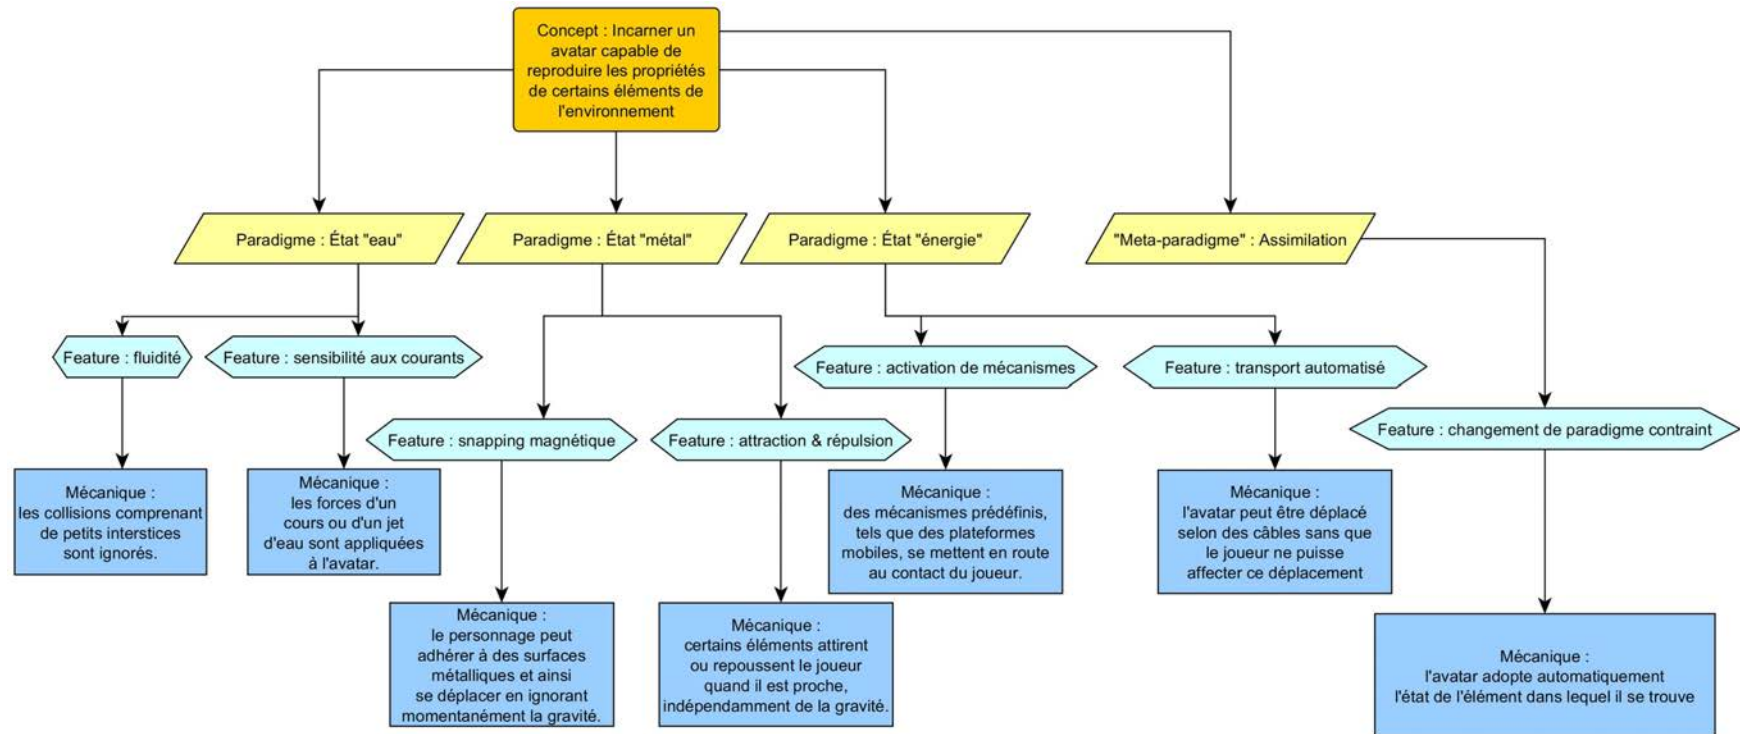 Concept : Incarner un
avatar capable de
reproduire les propriétés
de certains éléments de
l'environnement
Paradigme : État "eau"
Paradigme : État "métal"
Paradigme : État "énergie"
"Meta-paradigme" : Assimilation
Feature : fluidité
Feature : sensibilité aux courants
Feature : activation de mécanismes
Feature : transport automatisé
Feature : snapping magnétique
Feature : attraction & répulsion
Feature : changement de paradigme contraint
Mécanique :
les collisions comprenant
de petits interstices
sont ignorés.
Mécanique :
les forces d'un
cours ou d'un jet
d'eau sont appliquées
à l'avatar.
Mécanique :
des mécanismes prédéfinis,
tels que des plateformes
mobiles, se mettent en route
au contact du joueur.
Mécanique :
l'avatar peut être déplacé
selon des câbles sans que
le joueur ne puisse
affecter ce déplacement
Mécanique :
le personnage peut
adhérer à des surfaces
métalliques et ainsi
se déplacer en ignorant
momentanément la gravité.
Mécanique :
certains éléments attirent
ou repoussent le joueur
quand il est proche,
indépendamment de la gravité.
Mécanique :
l'avatar adopte automatiquement
l'état de l'élément dans lequel il se trouve